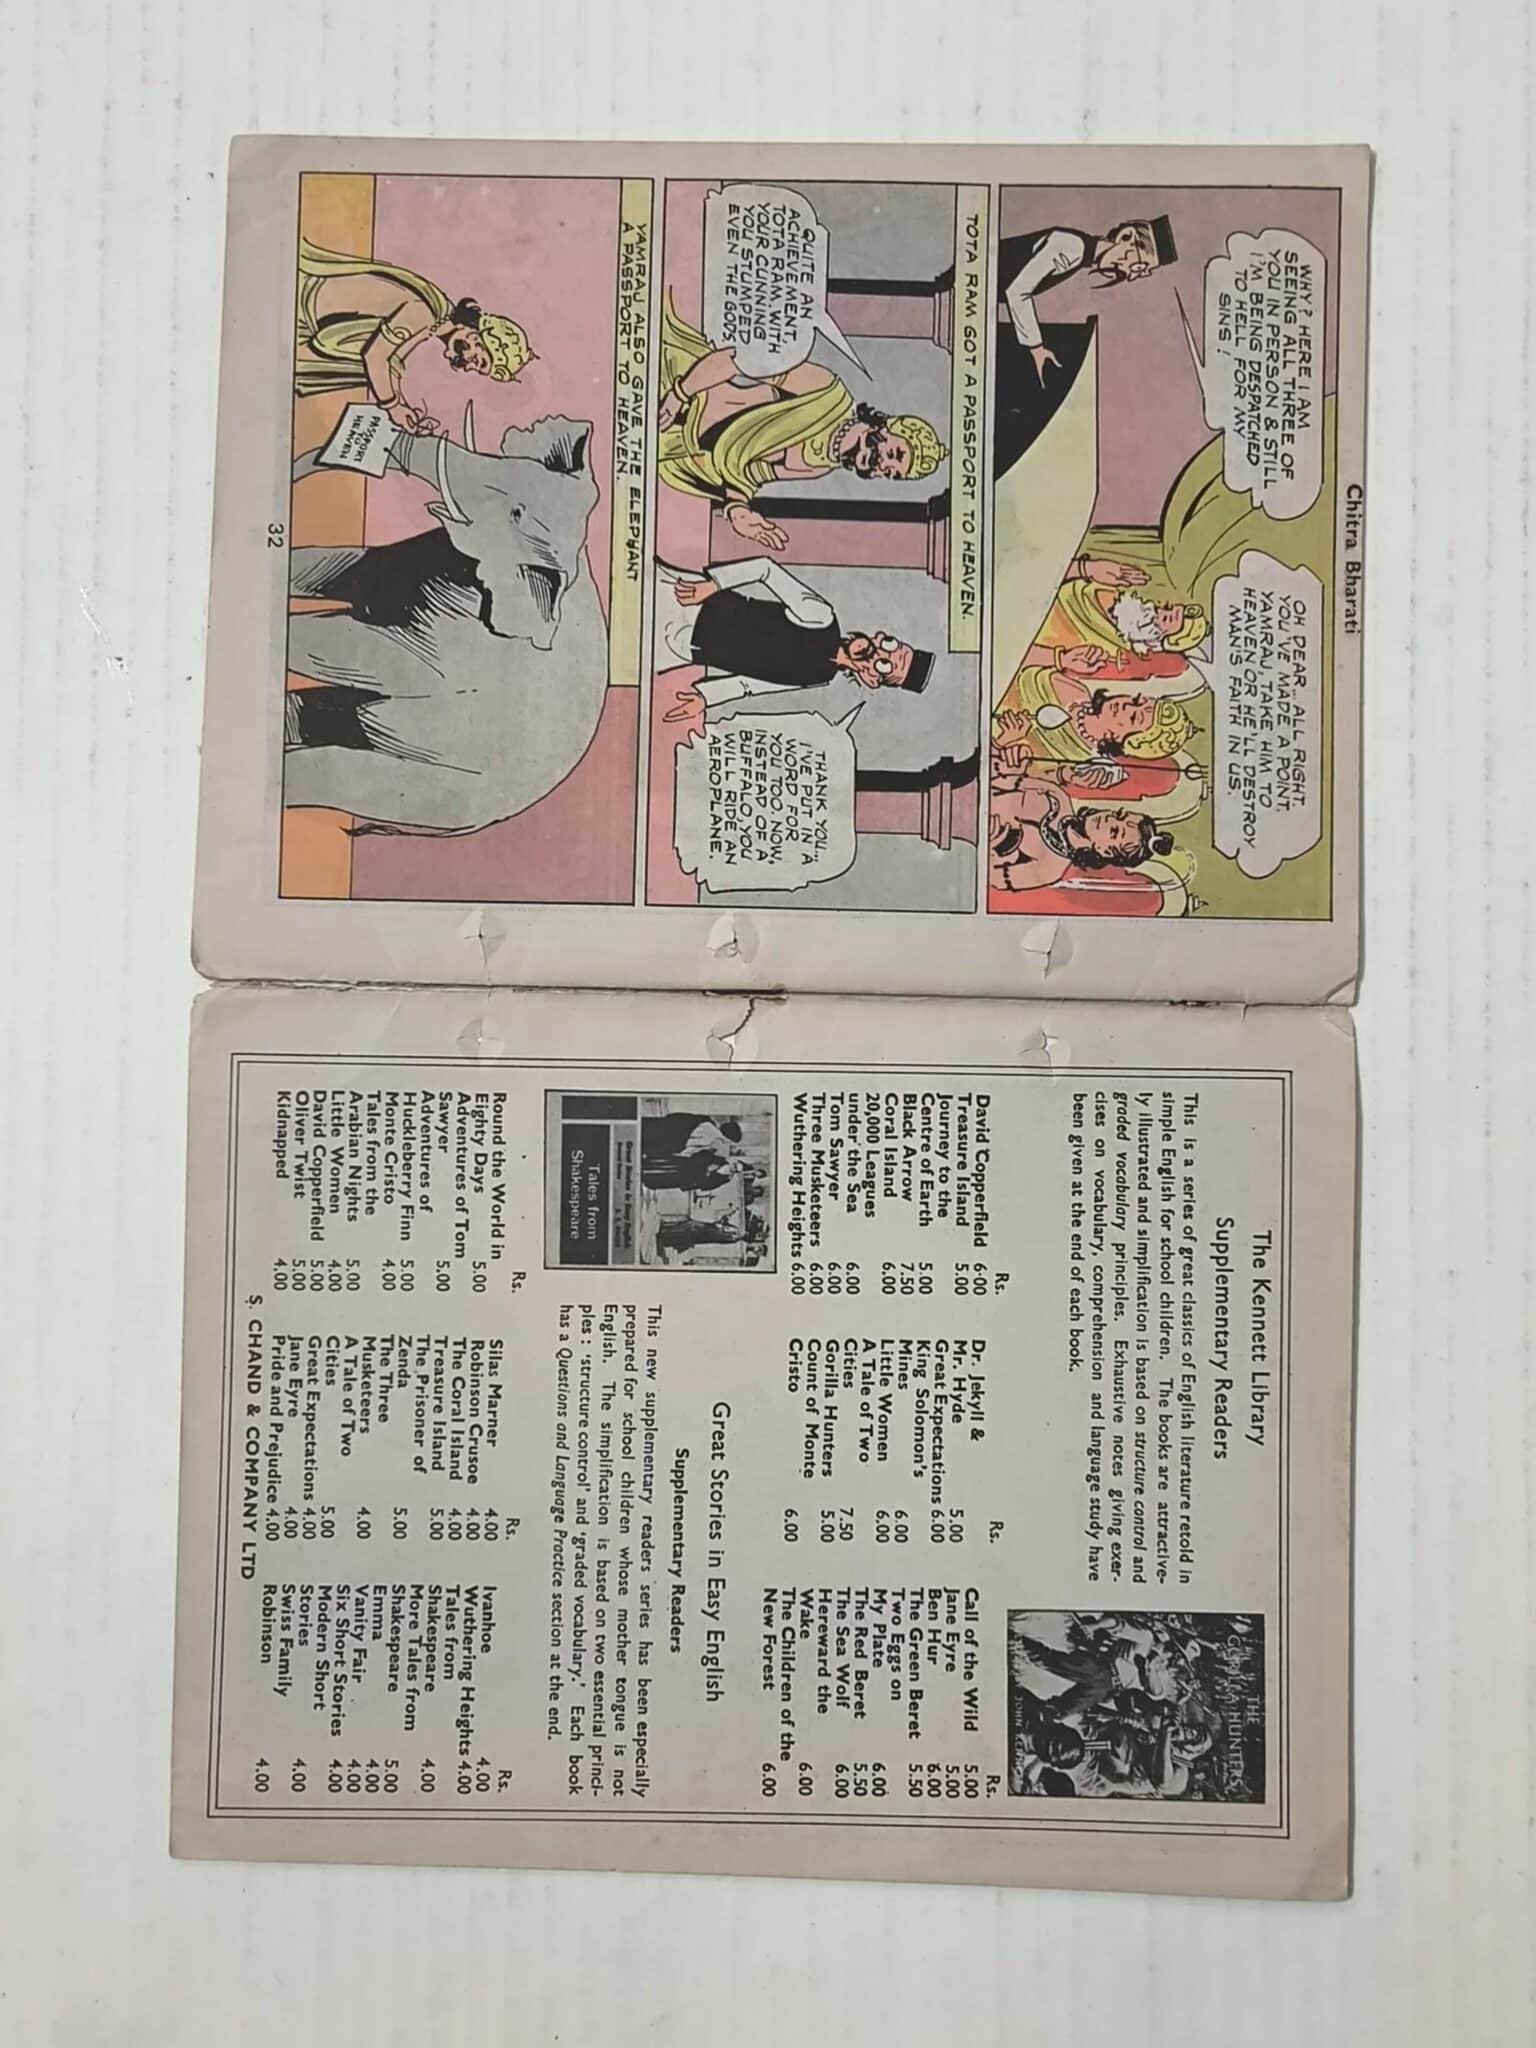 Chitra Bharati
WHY? HERE I AM
SEEING ALL THREE OF
YOU IN PERSON & STILL
I'M BEING DESPATCHED
TO HELL FOR MY
SINS!
OH DEAR... ALL RIGHT.
YOU'VE MADE A POINT.
YAMRAJ, TAKE HIM TO
HEAVEN OR HE'LL DESTROY
MAN'S FAITH IN US.
TOTA RAM GOT A PASSPORT TO HEAVEN.
QUITE AN
ACHIEVEMENT,
TOTA RAM. WITH
YOUR CUNNING
YOU STUMPED
EVEN THE GODS.
THANK YOU...
I'VE PUT IN A
WORD FOR
YOU TOO. NOW,
INSTEAD OF A
BUFFALO, YOU
WILL RIDE AN
AEROPLANE.
YAMRAJ ALSO GAVE THE ELEPHANT
A PASSPORT TO HEAVEN.
PASSPORT
TO
HEAVEN
32
The Kennett Library
Supplementary Readers
This is a series of great classics of English literature retold in
simple English for school children. The books are attractive-
ly illustrated and simplification is based on structure control and
graded vocabulary principles. Exhaustive notes giving exer-
cises on vocabulary, comprehension and language study have
been given at the end of each book.
THE
GORILLA HUNTERS
JOHN KENNETT
Rs.
David Copperfield 6·00
Treasure Island 5.00
Journey to the
Centre of Earth 5.00
Black Arrow 7.50
Coral Island 6.00
20,000 Leagues
under the Sea 6.00
Tom Sawyer 6.00
Three Musketeers 6.00
Wuthering Heights 6.00
Rs.
Dr. Jekyll &
Mr. Hyde 5.00
Great Expectations 6.00
King Solomon's
Mines 6.00
Little Women 6.00
A Tale of Two
Cities 7.50
Gorilla Hunters 5.00
Count of Monte
Cristo 6.00
Rs.
Call of the Wild 5.00
Jane Eyre 5.00
Ben Hur 6.00
The Green Beret 5.50
Two Eggs on
My Plate 6.00
The Red Beret 5.50
The Sea Wolf 6.00
Hereward the
Wake 6.00
The Children of the
New Forest 6.00
Great Stories in Easy English
Tales from
Shakespeare
Great Stories in Easy English
Supplementary Readers
This new supplementary readers series has been especially
prepared for school children whose mother tongue is not
English. The simplification is based on two essential princi-
ples : 'structure control' and 'graded vocabulary.' Each book
has a Questions and Language Practice section at the end.
Rs.
Round the World in
Eighty Days 5.00
Adventures of Tom
Sawyer 5.00
Adventures of
Huckleberry Finn 5.00
Monte Cristo 4.00
Tales from the
Arabian Nights 5.00
Little Women 4.00
David Copperfield 5.00
Oliver Twist 5.00
Kidnapped 4.00
Rs.
Silas Marner 4.00
Robinson Crusoe 4.00
The Coral Island 4.00
Treasure Island 5.00
The Prisoner of
Zenda 5.00
The Three
Musketeers 4.00
A Tale of Two
Cities 5.00
Great Expectations 4.00
Jane Eyre 4.00
Pride and Prejudice 4.00
Rs.
Ivanhoe 4.00
Wuthering Heights 4.00
Tales from
Shakespeare 4.00
More Tales from
Shakespeare 5.00
Emma 4.00
Vanity Fair 4.00
Six Short Stories 4.00
Modern Short
Stories 4.00
Swiss Family
Robinson 4.00
S. CHAND & COMPANY LTD